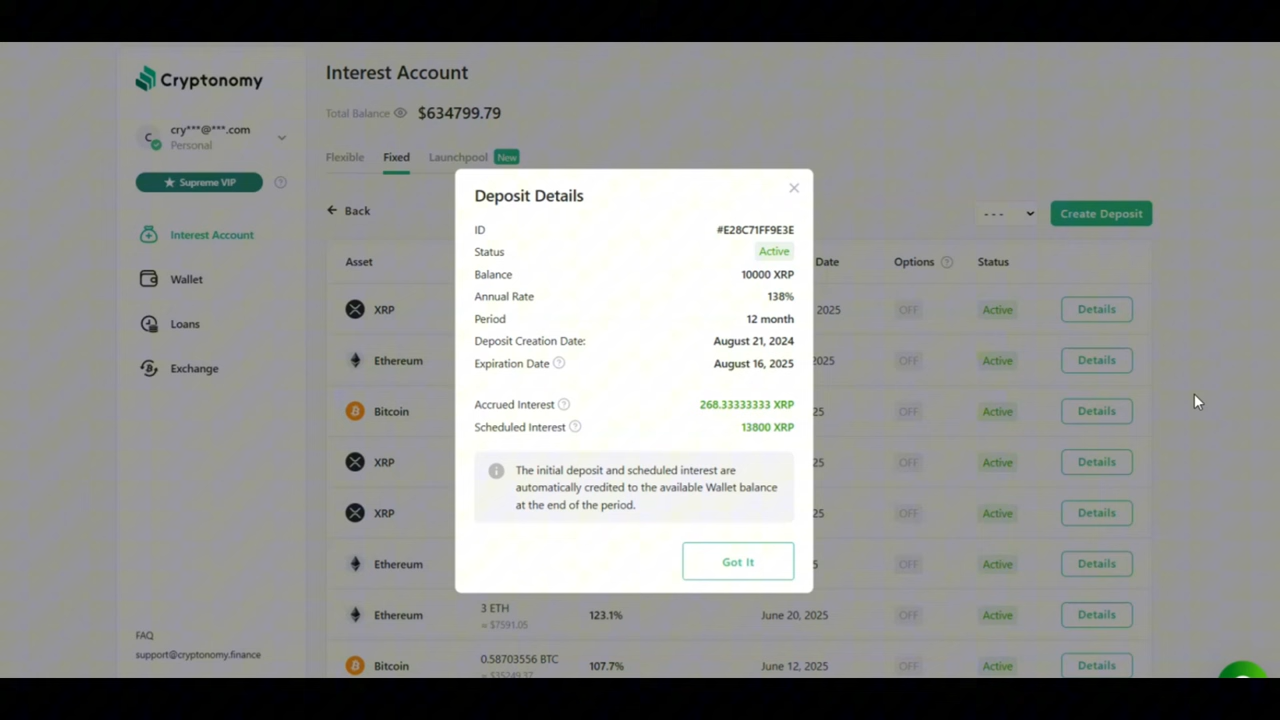 Cryptonomy
cry***@***.com
Personal
Supreme VIP
Interest Account
Wallet
Loans
Exchange
FAQ
support@cryptonomy.finance
Interest Account
Total Balance $634799.79
Flexible Fixed Launchpool New
Back
- - -
Create Deposit
Asset Date Options Status
XRP 2025 OFF Active Details
Ethereum 2025 OFF Active Details
Bitcoin 25 OFF Active Details
XRP OFF Active Details
XRP 25 OFF Active Details
Ethereum 5 OFF Active Details
Ethereum 3 ETH 123.1% June 20, 2025 OFF Active Details
≈ $7591.05
Bitcoin 0.58703556 BTC 107.7% June 12, 2025 OFF Active Details
≈ $35249.37
Deposit Details
ID #E28C71FF9E3E
Status Active
Balance 10000 XRP
Annual Rate 138%
Period 12 month
Deposit Creation Date: August 21, 2024
Expiration Date August 16, 2025
Accrued Interest 268.33333333 XRP
Scheduled Interest 13800 XRP
The initial deposit and scheduled interest are
automatically credited to the available Wallet balance
at the end of the period.
Got It